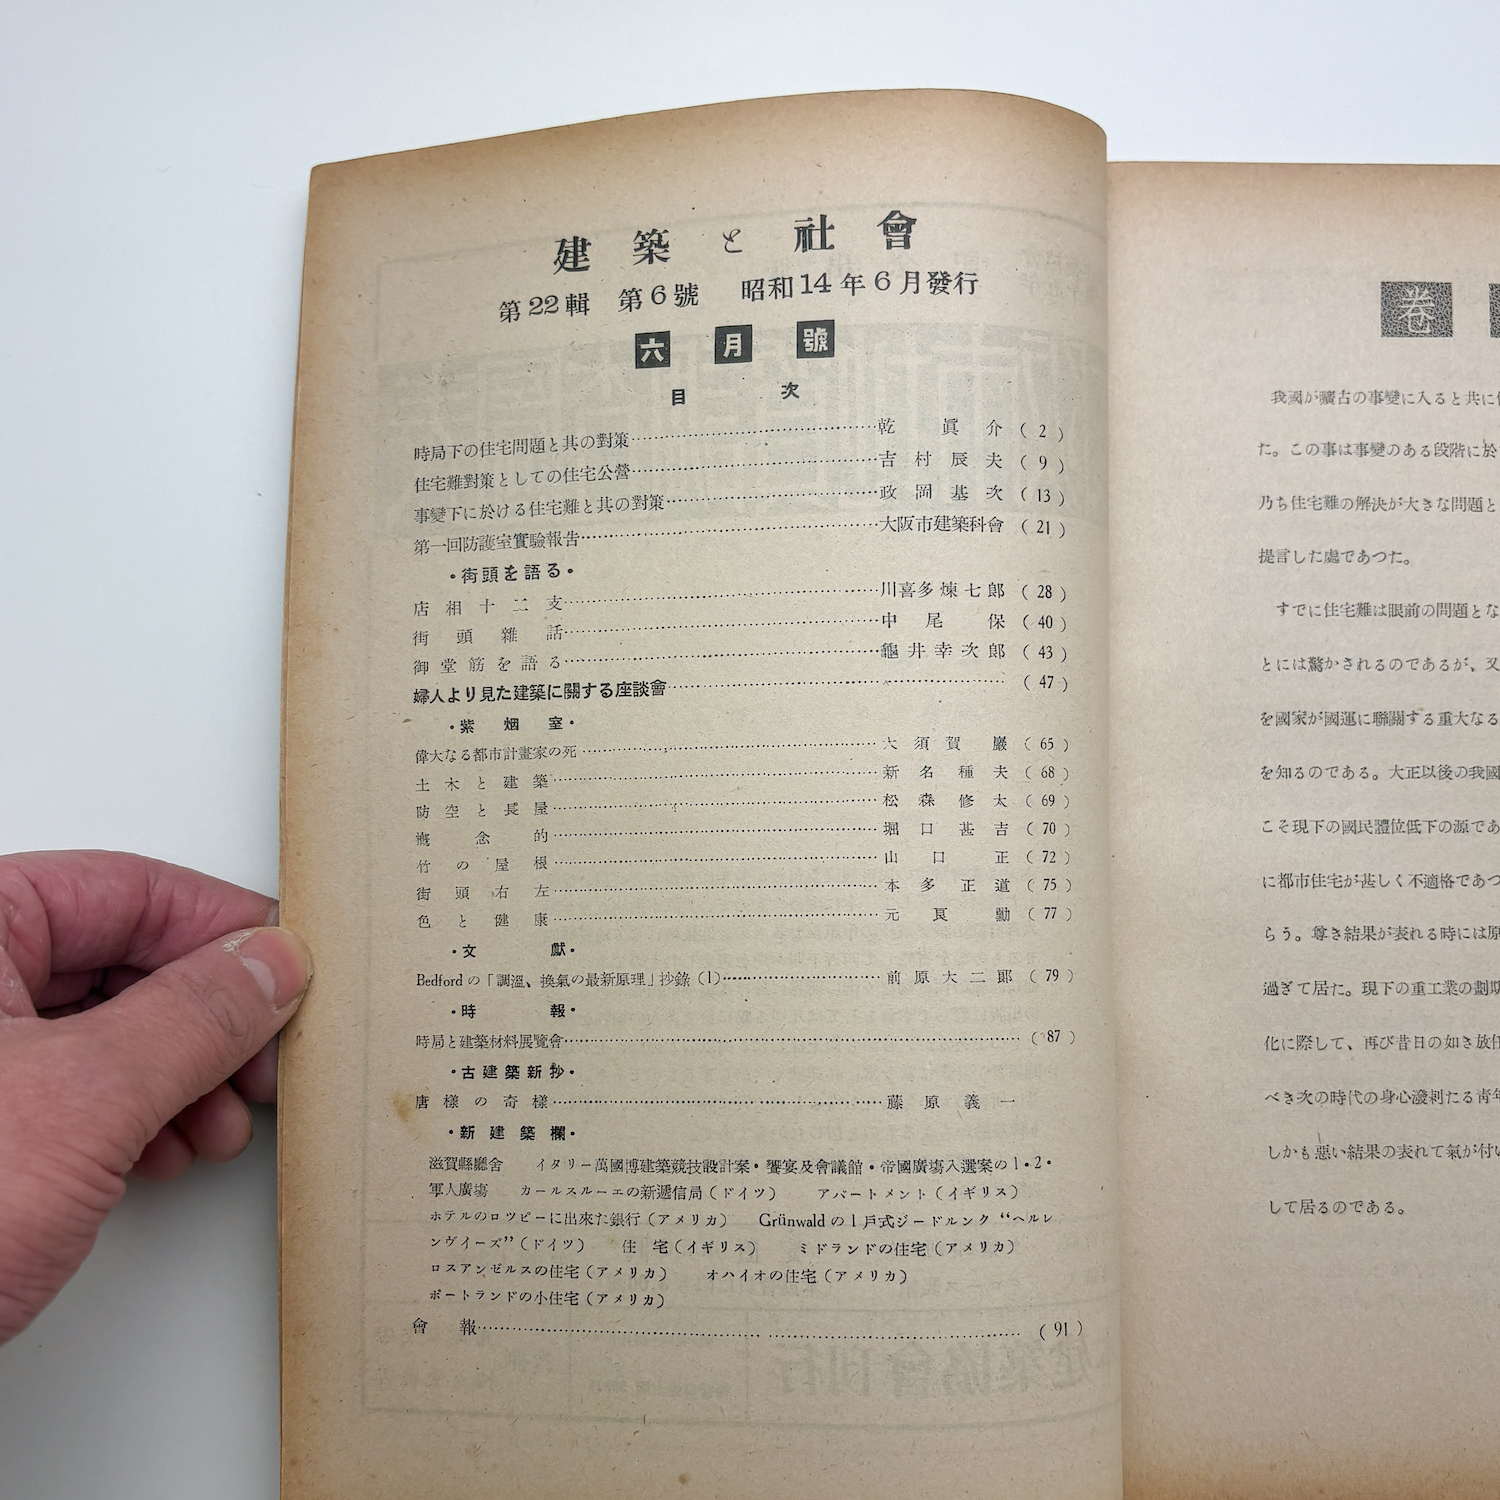 建築と社會
第22輯 第6號 昭和14年6月發行
六月號
目次
時局下の住宅問題と其の對策……乾眞介(2)
住宅難對策としての住宅公營……吉村辰夫(9)
事變下に於ける住宅難と其の對策……政岡基次(13)
第一回防護室實驗報告……大阪市建築科會(21)
・街頭を語る・
店相十二支……川喜多煉七郎(28)
街頭雜話……中尾保(40)
御堂筋を語る……龜井幸次郎(43)
婦人より見た建築に關する座談會……(47)
・紫烟室・
偉大なる都市計畫家の死……大須賀巖(65)
土木と建築……新名種夫(68)
防空と長屋……松森修太(69)
概念的……堀口甚吉(70)
竹の屋根……山口正(72)
街頭右左……本多正道(75)
色と健康……元良勳(77)
・文獻・
Bedfordの「調溫、換氣の最新原理」抄錄(1)……前原大二郎(79)
・時報・
時局と建築材料展覽會……(87)
・古建築新抄・
唐樣の奇樣……藤原義一
・新建築欄・
滋賀縣廳舍 イタリー萬國博建築競技設計案・饗宴及會議館・帝國廣場入選案の1・2・
軍人廣場 カールスルーエの新遞信局(ドイツ) アパートメント(イギリス)
ホテルのロツビーに出來た銀行(アメリカ) Grünwaldの1戸式ジードルンク“ヘルレ
ンヴイーズ”(ドイツ) 住宅(イギリス) ミドランドの住宅(アメリカ)
ロスアンゼルスの住宅(アメリカ) オハイオの住宅(アメリカ)
ポートランドの小住宅(アメリカ)
會報……(91)
卷
我國が曠古の事變に入ると共に
た。この事は事變のある段階に於
乃ち住宅難の解決が大きな問題と
提言した處であつた。
すでに住宅難は眼前の問題とな
とには驚かされるのであるが、又
を國家が國運に聯關する重大なる
を知るのである。大正以後の我國
こそ現下の國民體位低下の源であ
に都市住宅が甚しく不適格であつ
らう。尊き結果が表れる時には原
過ぎて居た。現下の重工業の劃期
化に際して、再び昔日の如き放任
べき次の時代の身心潑剌たる靑年
しかも悪い結果の表れて氣が付い
して居るのである。